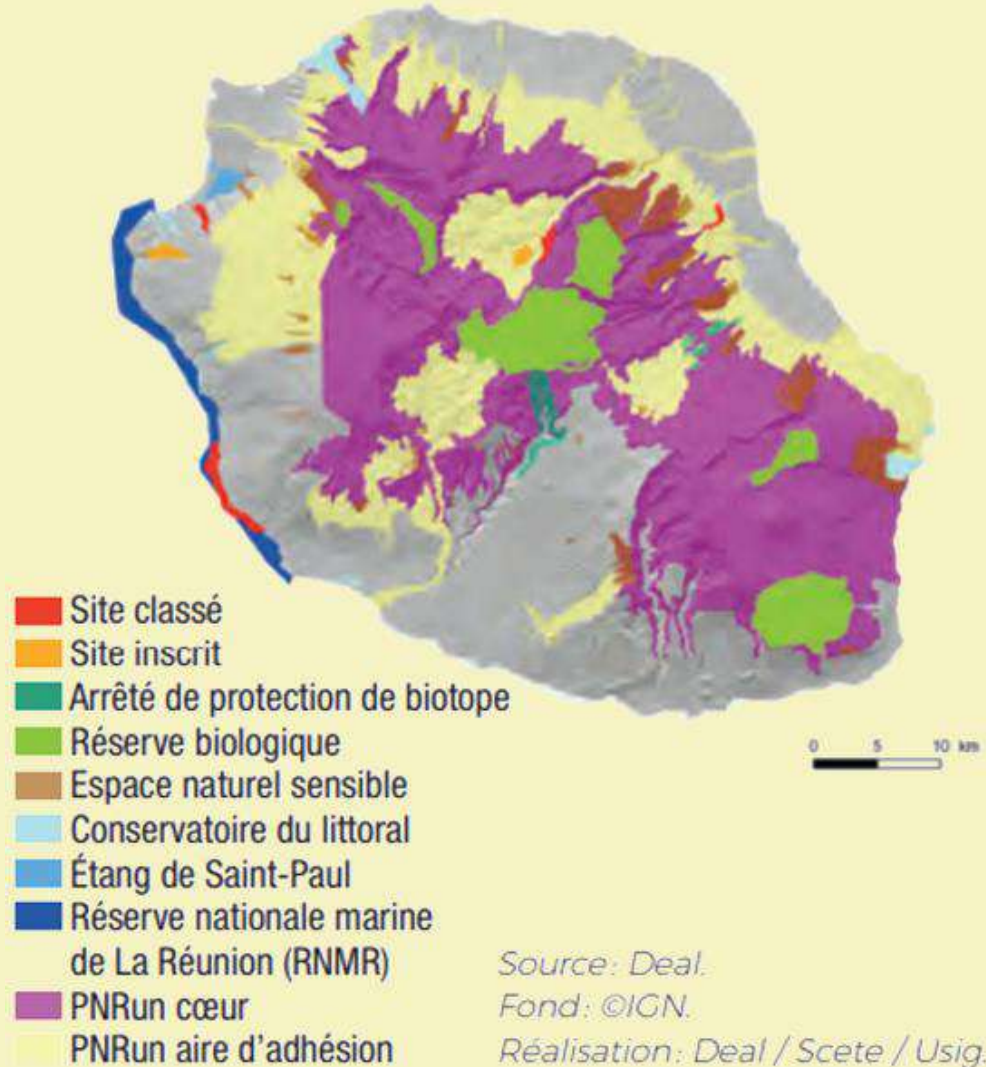 Site classé
Site inscrit
Arrêté de protection de biotope
Réserve biologique
Espace naturel sensible
Conservatoire du littoral
Étang de Saint-Paul
Réserve nationale marine
de La Réunion (RNMR)
PNRun cœur
PNRun aire d’adhésion
0 5 10 km
Source : Deal.
Fond : ©IGN.
Réalisation : Deal / Scete / Usig.